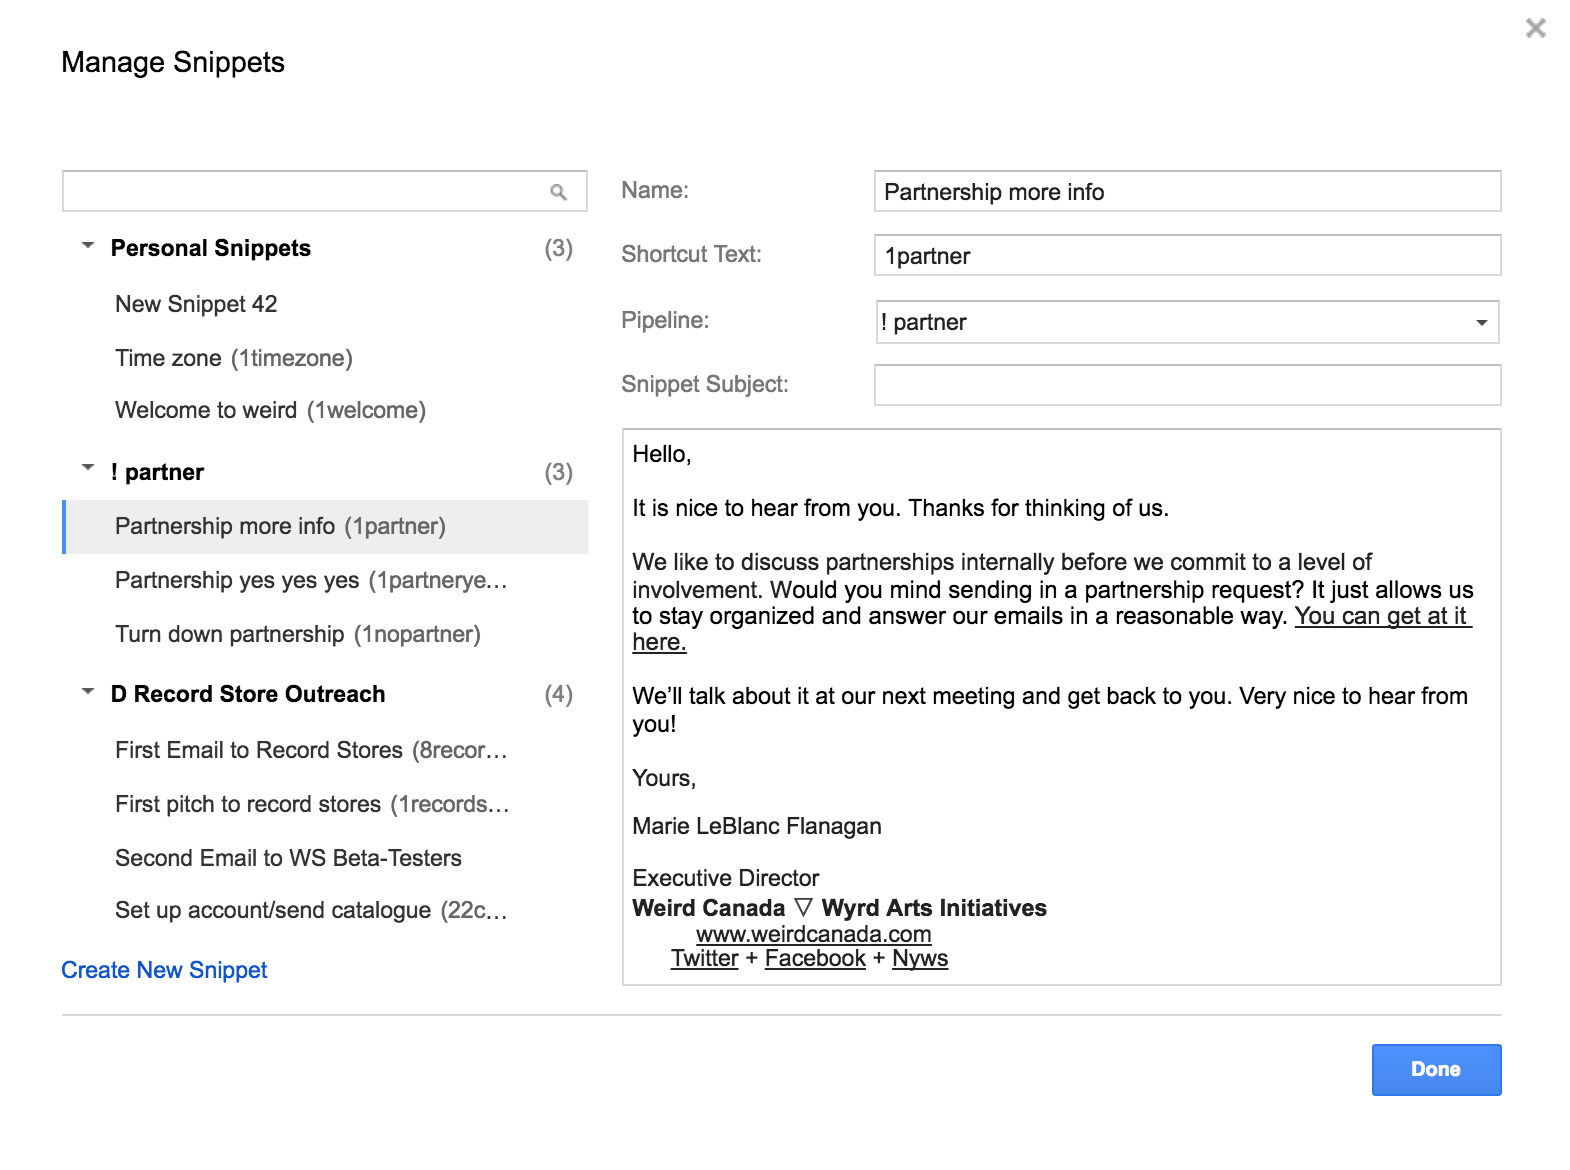 Manage Snippets
Personal Snippets (3)
New Snippet 42
Time zone (1timezone)
Welcome to weird (1welcome)
! partner (3)
Partnership more info (1partner)
Partnership yes yes yes (1partnerye...
Turn down partnership (1nopartner)
D Record Store Outreach (4)
First Email to Record Stores (8recor...
First pitch to record stores (1records...
Second Email to WS Beta-Testers
Set up account/send catalogue (22c...
Create New Snippet
Name: Partnership more info
Shortcut Text: 1partner
Pipeline: ! partner
Snippet Subject:
Hello,
It is nice to hear from you. Thanks for thinking of us.
We like to discuss partnerships internally before we commit to a level of
involvement. Would you mind sending in a partnership request? It just allows us
to stay organized and answer our emails in a reasonable way. You can get at it
here.
We’ll talk about it at our next meeting and get back to you. Very nice to hear from
you!
Yours,
Marie LeBlanc Flanagan
Executive Director
Weird Canada ▽ Wyrd Arts Initiatives
www.weirdcanada.com
Twitter + Facebook + Nyws
Done